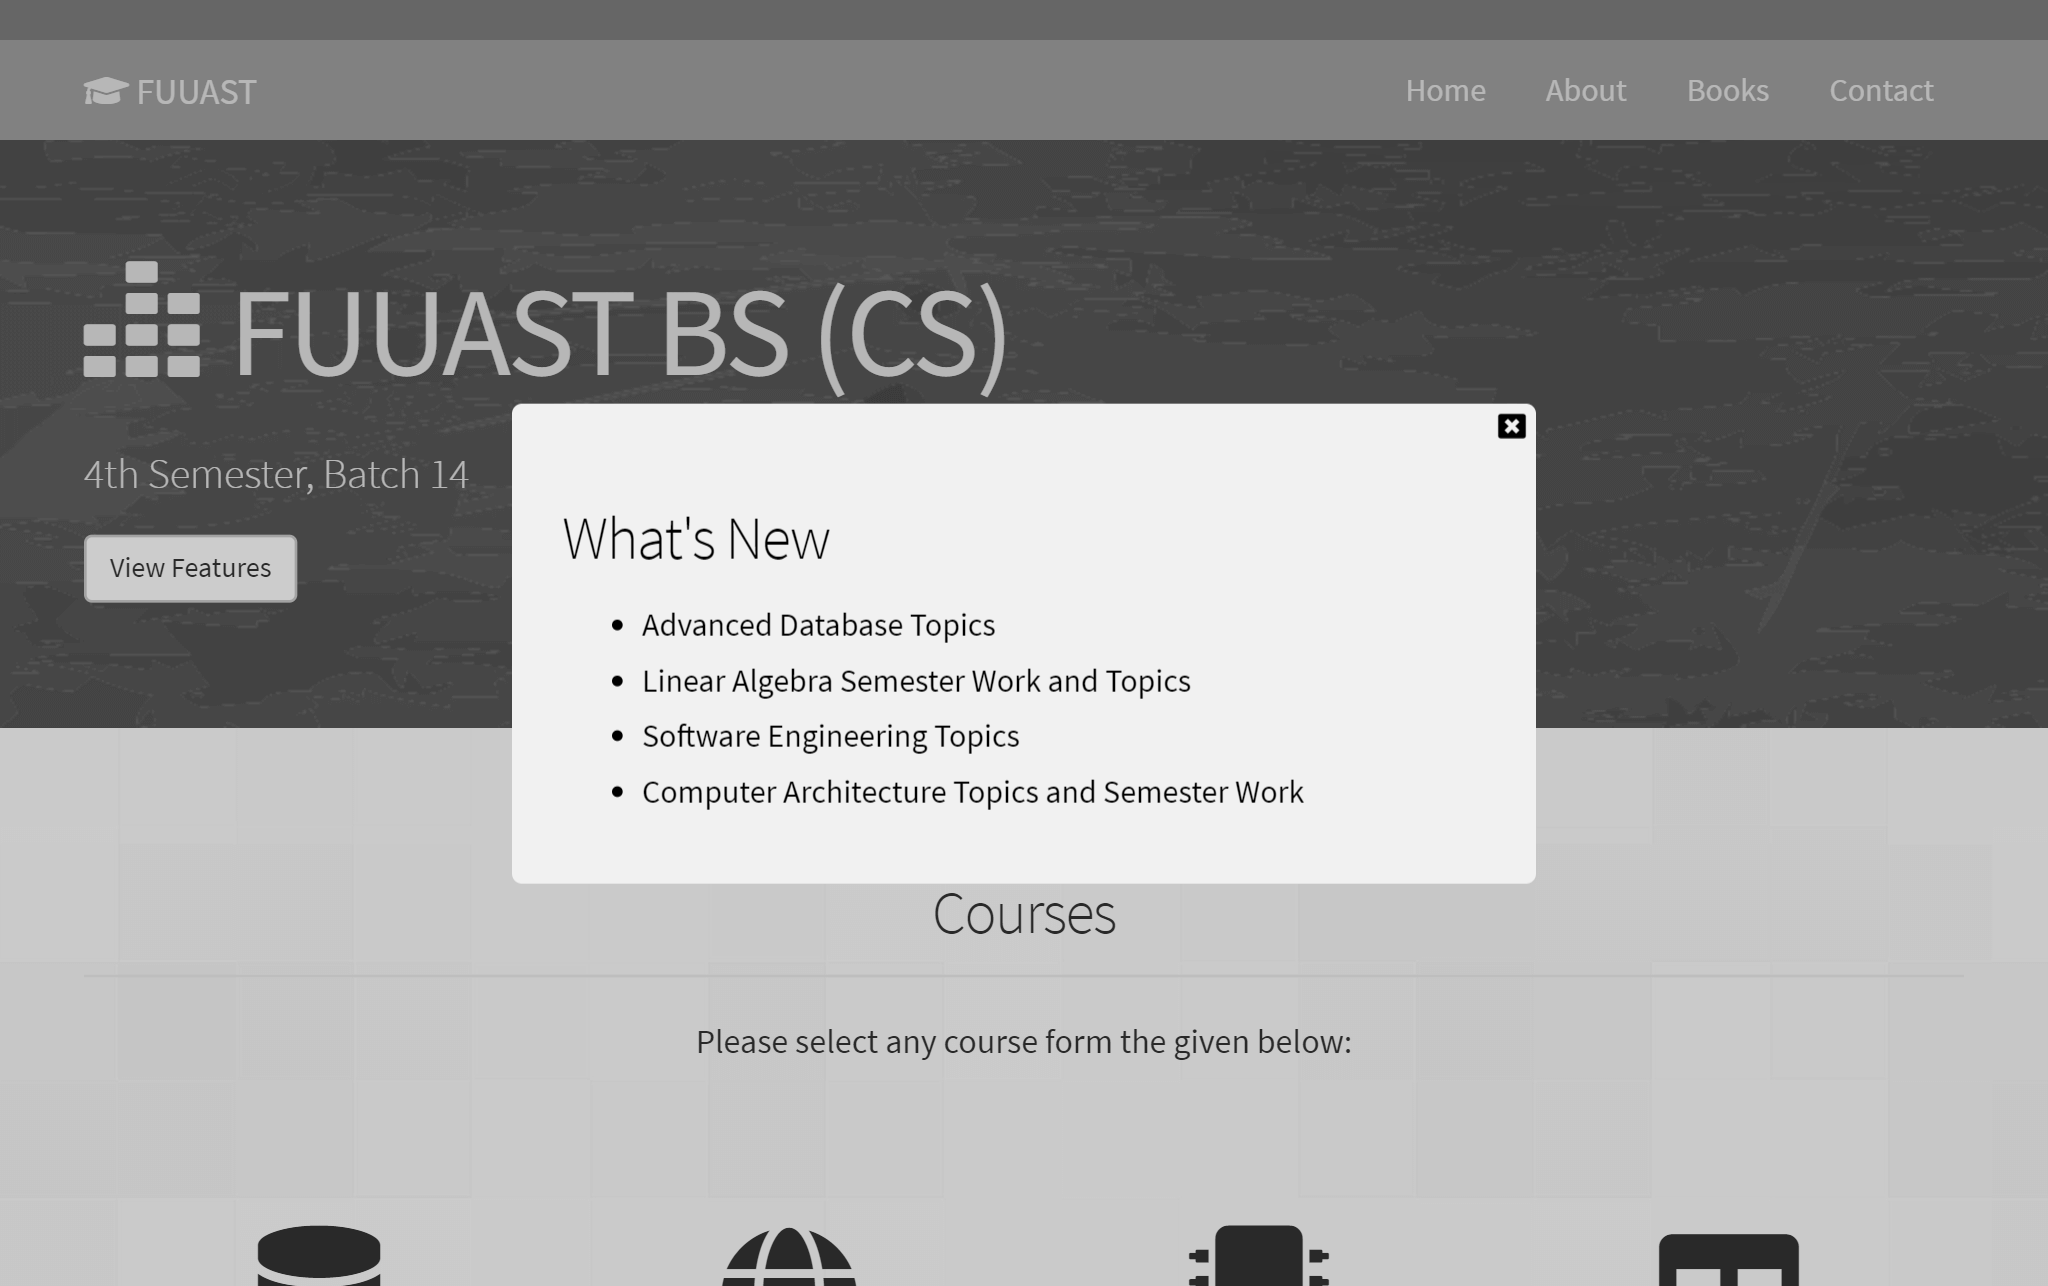 FUUAST
Home About Books Contact
FUUAST BS (CS)
4th Semester, Batch 14
View Features
What's New
Advanced Database Topics
Linear Algebra Semester Work and Topics
Software Engineering Topics
Computer Architecture Topics and Semester Work
Courses
Please select any course form the given below: